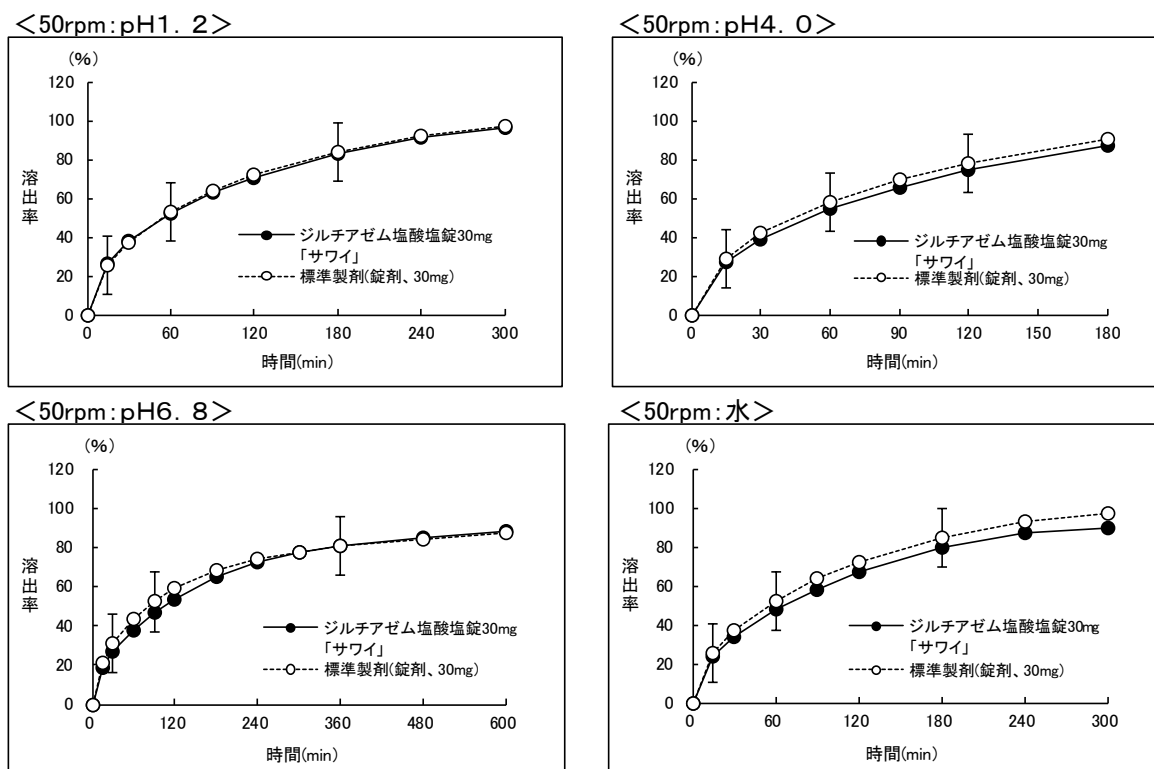 <50rpm:pH1.2>
(%)
120
100
80
60
40
20
0
溶出率
ジルチアゼム塩酸塩錠30mg
「サワイ」
標準製剤(錠剤、30mg)
0 60 120 180 240 300
時間(min)
<50rpm:pH4.0>
(%)
120
100
80
60
40
20
0
溶出率
ジルチアゼム塩酸塩錠30mg
「サワイ」
標準製剤(錠剤、30mg)
0 30 60 90 120 150 180
時間(min)
<50rpm:pH6.8>
(%)
120
100
80
60
40
20
0
溶出率
ジルチアゼム塩酸塩錠30mg
「サワイ」
標準製剤(錠剤、30mg)
0 120 240 360 480 600
時間(min)
<50rpm:水>
(%)
120
100
80
60
40
20
0
溶出率
ジルチアゼム塩酸塩錠30mg
「サワイ」
標準製剤(錠剤、30mg)
0 60 120 180 240 300
時間(min)